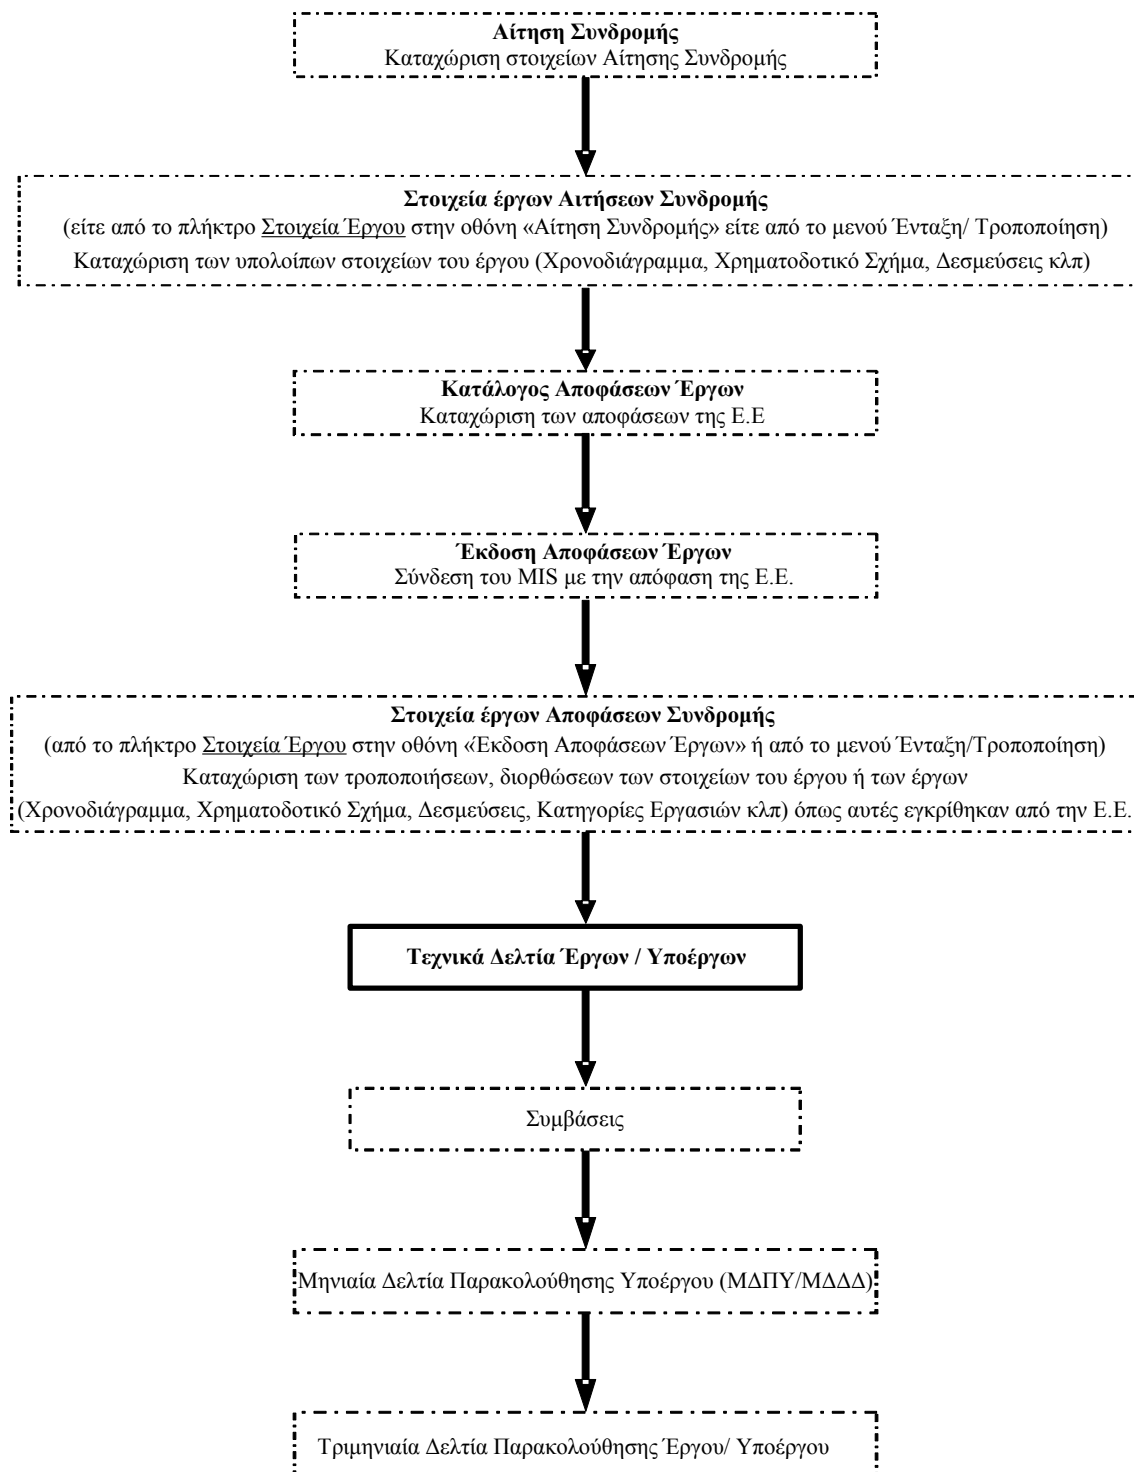 Αίτηση Συνδρομής
Καταχώριση στοιχείων Αίτησης Συνδρομής
Στοιχεία έργων Αιτήσεων Συνδρομής
(είτε από το πλήκτρο Στοιχεία Έργου στην οθόνη «Αίτηση Συνδρομής» είτε από το μενού Ένταξη/ Τροποποίηση)
Καταχώριση των υπολοίπων στοιχείων του έργου (Χρονοδιάγραμμα, Χρηματοδοτικό Σχήμα, Δεσμεύσεις κλπ)
Κατάλογος Αποφάσεων Έργων
Καταχώριση των αποφάσεων της Ε.Ε
Έκδοση Αποφάσεων Έργων
Σύνδεση του MIS με την απόφαση της Ε.Ε.
Στοιχεία έργων Αποφάσεων Συνδρομής
(από το πλήκτρο Στοιχεία Έργου στην οθόνη «Έκδοση Αποφάσεων Έργων» ή από το μενού Ένταξη/Τροποποίηση)
Καταχώριση των τροποποιήσεων, διορθώσεων των στοιχείων του έργου ή των έργων
(Χρονοδιάγραμμα, Χρηματοδοτικό Σχήμα, Δεσμεύσεις, Κατηγορίες Εργασιών κλπ) όπως αυτές εγκρίθηκαν από την Ε.Ε.
Τεχνικά Δελτία Έργων / Υποέργων
Συμβάσεις
Μηνιαία Δελτία Παρακολούθησης Υποέργου (ΜΔΠΥ/ΜΔΔΔ)
Τριμηνιαία Δελτία Παρακολούθησης Έργου/ Υποέργου